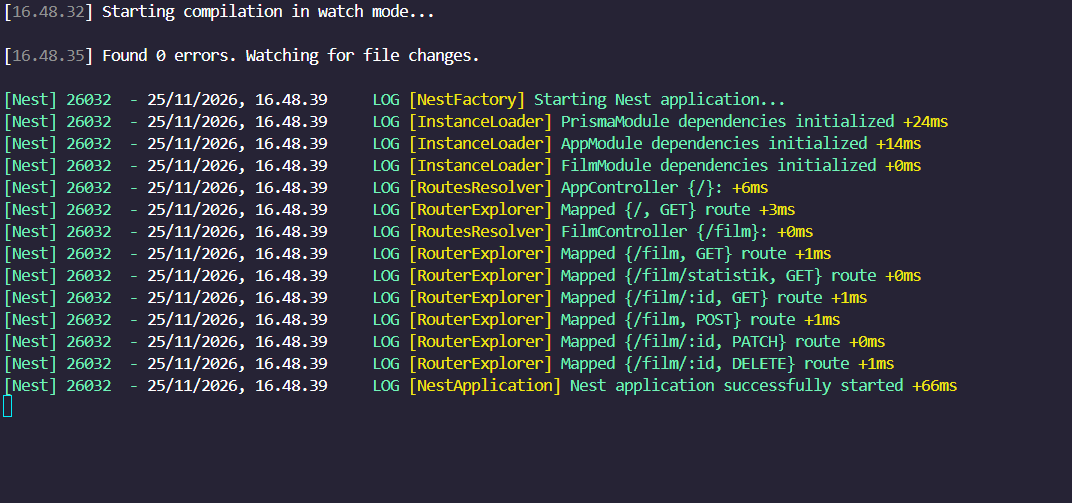 [16.48.32] Starting compilation in watch mode...
[16.48.35] Found 0 errors. Watching for file changes.
[Nest] 26032  - 25/11/2026, 16.48.39     LOG [NestFactory] Starting Nest application...
[Nest] 26032  - 25/11/2026, 16.48.39     LOG [InstanceLoader] PrismaModule dependencies initialized +24ms
[Nest] 26032  - 25/11/2026, 16.48.39     LOG [InstanceLoader] AppModule dependencies initialized +14ms
[Nest] 26032  - 25/11/2026, 16.48.39     LOG [InstanceLoader] FilmModule dependencies initialized +0ms
[Nest] 26032  - 25/11/2026, 16.48.39     LOG [RoutesResolver] AppController {/}: +6ms
[Nest] 26032  - 25/11/2026, 16.48.39     LOG [RouterExplorer] Mapped {/, GET} route +3ms
[Nest] 26032  - 25/11/2026, 16.48.39     LOG [RoutesResolver] FilmController {/film}: +0ms
[Nest] 26032  - 25/11/2026, 16.48.39     LOG [RouterExplorer] Mapped {/film, GET} route +1ms
[Nest] 26032  - 25/11/2026, 16.48.39     LOG [RouterExplorer] Mapped {/film/statistik, GET} route +0ms
[Nest] 26032  - 25/11/2026, 16.48.39     LOG [RouterExplorer] Mapped {/film/:id, GET} route +1ms
[Nest] 26032  - 25/11/2026, 16.48.39     LOG [RouterExplorer] Mapped {/film, POST} route +1ms
[Nest] 26032  - 25/11/2026, 16.48.39     LOG [RouterExplorer] Mapped {/film/:id, PATCH} route +0ms
[Nest] 26032  - 25/11/2026, 16.48.39     LOG [RouterExplorer] Mapped {/film/:id, DELETE} route +1ms
[Nest] 26032  - 25/11/2026, 16.48.39     LOG [NestApplication] Nest application successfully started +66ms